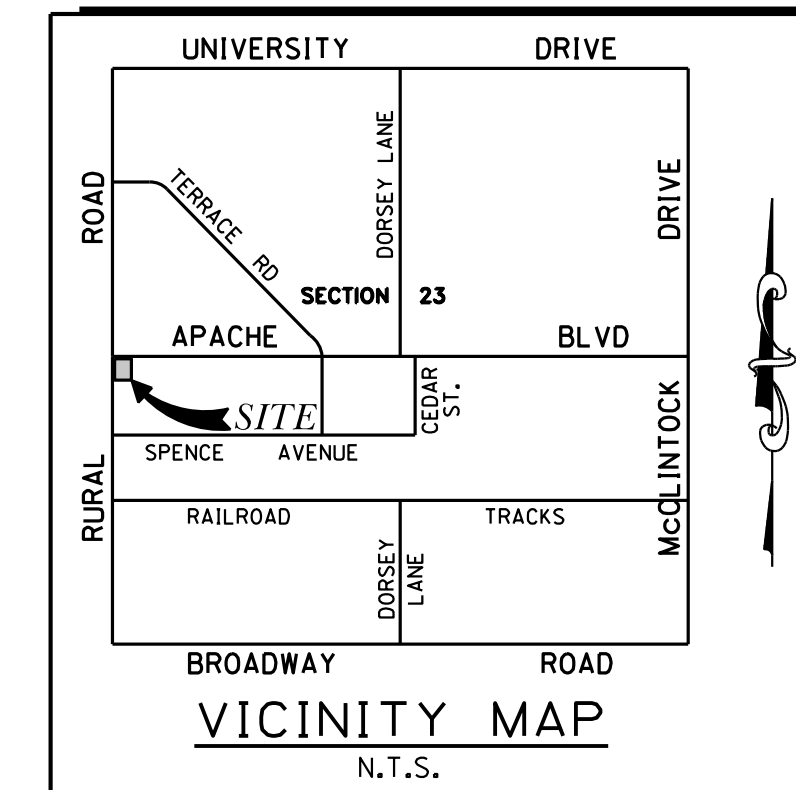 UNIVERSITY DRIVE
DORSEY LANE
TERRACE RD
ROAD
DRIVE
SECTION 23
APACHE BLVD
CEDAR
ST.
SITE
SPENCE AVENUE
RURAL
McCLINTOCK
RAILROAD TRACKS
DORSEY
LANE
BROADWAY ROAD
VICINITY MAP
N.T.S.